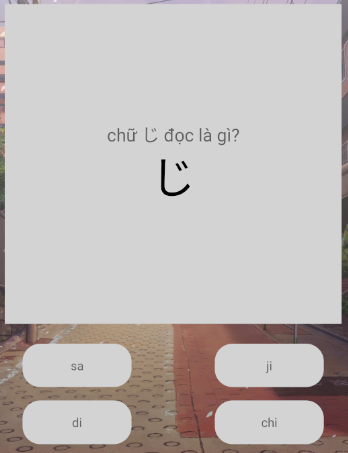 chữ じ đọc là gì?
じ
sa
ji
di
chi